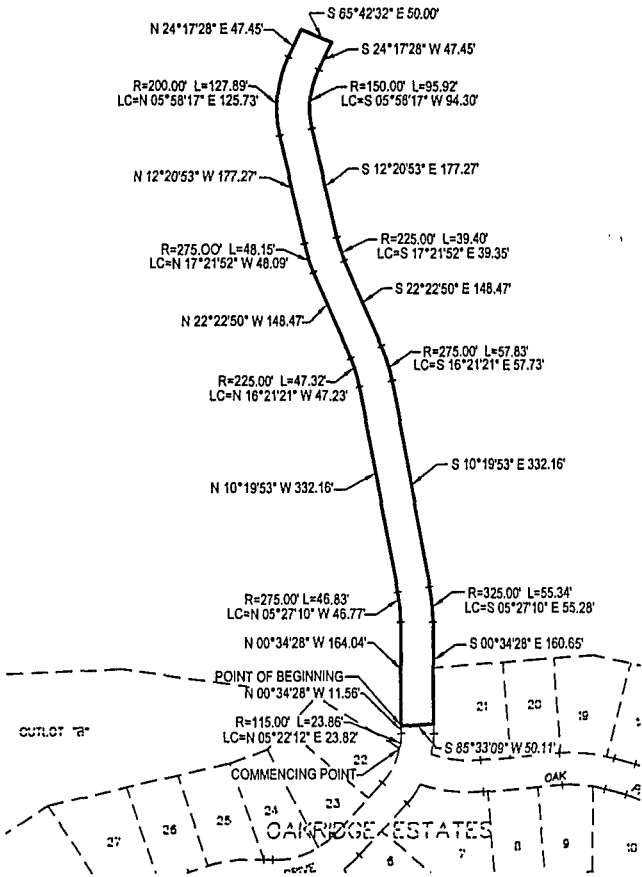 S 65°42'32" E 50.00'
N 24°17'28" E 47.45'
S 24°17'28" W 47.45'
R=200.00' L=127.89'
LC=N 05°58'17" E 125.73'
R=150.00' L=95.92'
LC=S 05°58'17" W 94.30'
N 12°20'53" W 177.27'
S 12°20'53" E 177.27'
R=275.00' L=48.15'
LC=N 17°21'52" W 48.09'
R=225.00' L=39.40'
LC=S 17°21'52" E 39.35'
S 22°22'50" E 148.47'
N 22°22'50" W 148.47'
R=275.00' L=57.83'
LC=S 16°21'21" E 57.73'
R=225.00' L=47.32'
LC=N 16°21'21" W 47.23'
S 10°19'53" E 332.16'
N 10°19'53" W 332.16'
R=275.00' L=46.83'
LC=N 05°27'10" W 46.77'
R=325.00' L=55.34'
LC=S 05°27'10" E 55.28'
N 00°34'28" W 164.04'
S 00°34'28" E 160.65'
POINT OF BEGINNING
N 00°34'28" W 11.56'
R=115.00' L=23.86'
LC=N 05°22'12" E 23.82'
S 85°33'09" W 50.11'
COMMENCING POINT
OUTLOT "B"
21
20
19
22
OAK
23
24
25
26
27
OAKRIDGE ESTATES
DRIVE
6
7
8
9
10